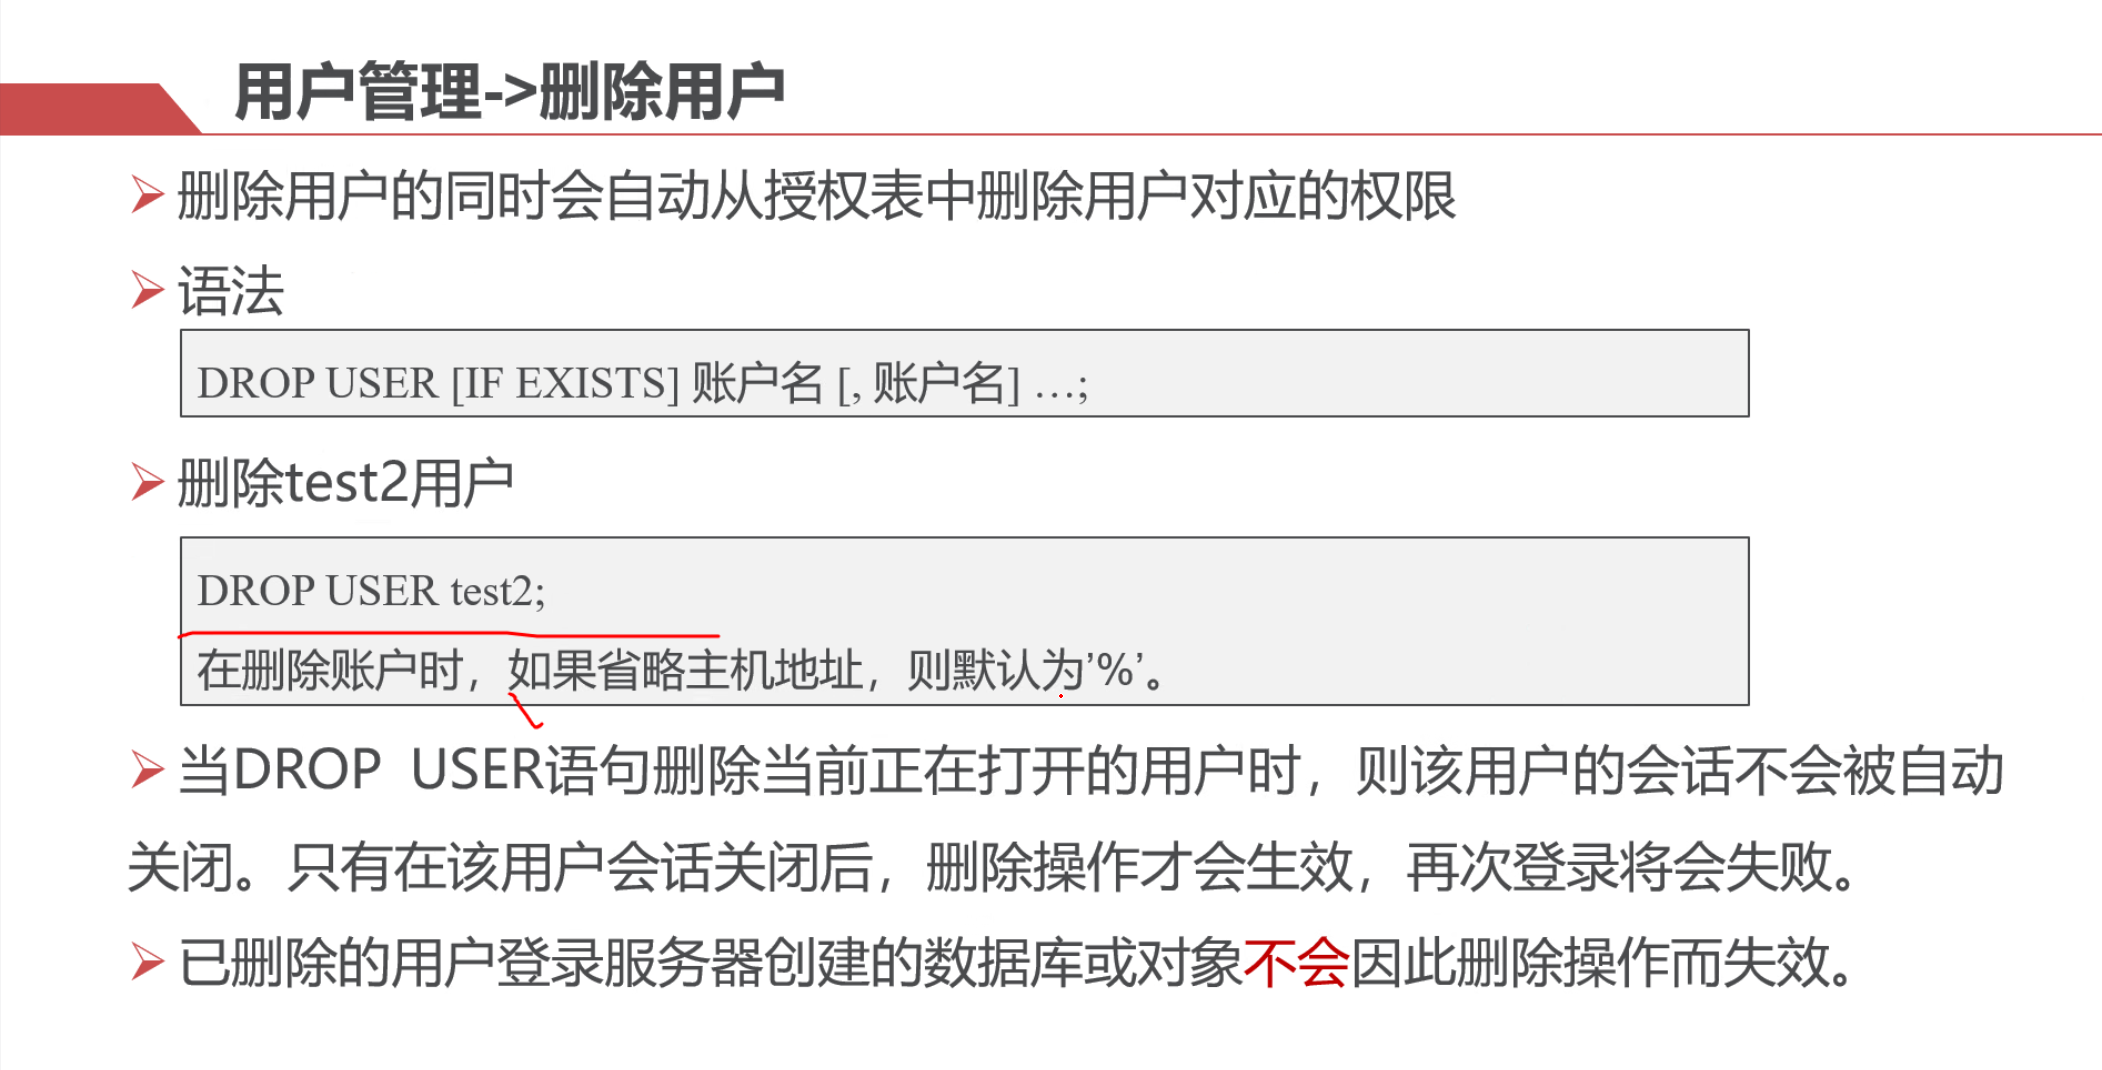 用户管理->删除用户
删除用户的同时会自动从授权表中删除用户对应的权限
语法
DROP USER [IF EXISTS] 账户名 [, 账户名] …;
删除test2用户
DROP USER test2;
在删除账户时，如果省略主机地址，则默认为’%’。
当DROP USER语句删除当前正在打开的用户时，则该用户的会话不会被自动
关闭。只有在该用户会话关闭后，删除操作才会生效，再次登录将会失败。
已删除的用户登录服务器创建的数据库或对象不会因此删除操作而失效。